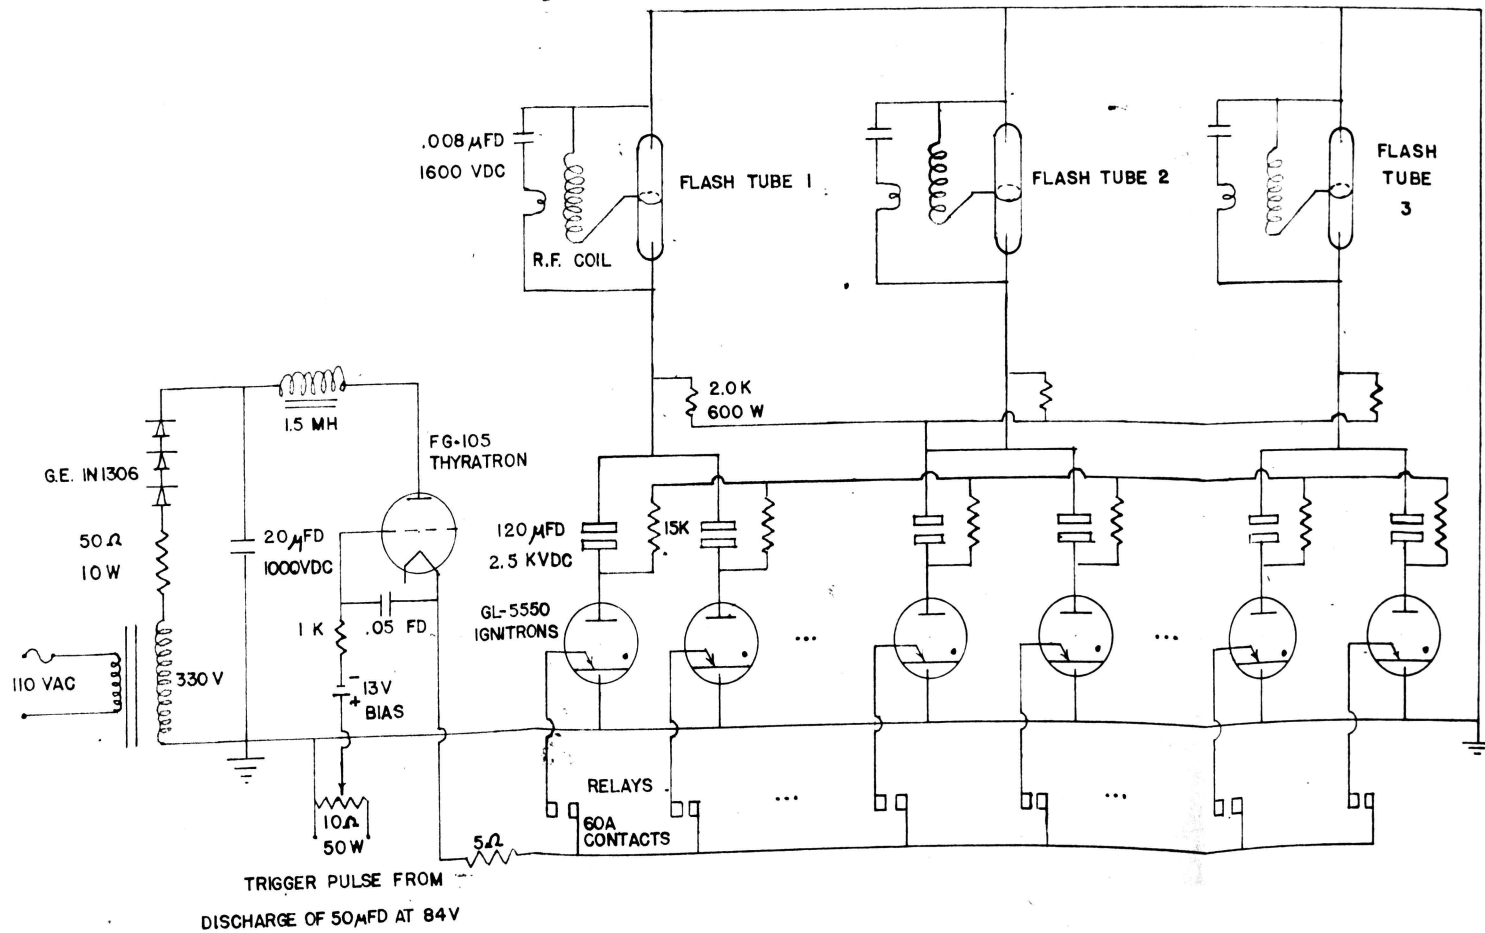 .008 µFD
1600 VDC
FLASH TUBE 1
FLASH TUBE 2
FLASH
TUBE
3
R.F. COIL
2.0 K
600 W
1.5 MH
FG-105
THYRATRON
G.E. IN1306
50Ω
10 W
20 µFD
1000VDC
120 µFD
2.5 KVDC
15K
GL-5550
IGNITRONS
1 K
.05 FD
...
...
110 VAC
330 V
−
13V
+
BIAS
RELAYS
60A
CONTACTS
...
...
10Ω
50 W
5Ω
TRIGGER PULSE FROM
DISCHARGE OF 50µFD AT 84V